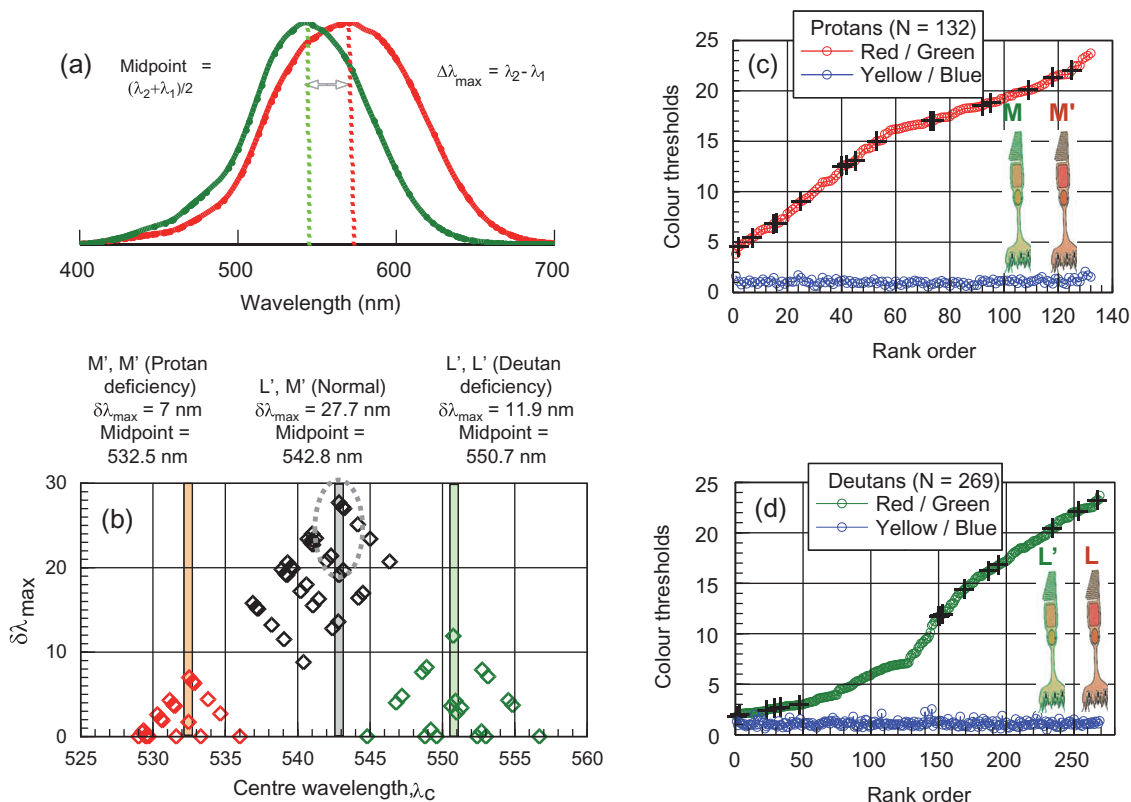 (a)
Midpoint =
(λ₂+λ₁)/2
Δλmax = λ₂- λ₁
400 500 600 700
Wavelength (nm)
M', M' (Protan
deficiency)
δλmax = 7 nm
Midpoint =
532.5 nm
L', M' (Normal)
δλmax = 27.7 nm
Midpoint =
542.8 nm
L', L' (Deutan
deficiency)
δλmax = 11.9 nm
Midpoint =
550.7 nm
(b)
δλmax
30
20
10
0
525 530 535 540 545 550 555 560
Centre wavelength,λc
(c)
Protans (N = 132)
Red / Green
Yellow / Blue
M M'
Colour thresholds
25
20
15
10
5
0
0 20 40 60 80 100 120 140
Rank order
(d)
Deutans (N = 269)
Red / Green
Yellow / Blue
L' L
Colour thresholds
25
20
15
10
5
0
0 50 100 150 200 250
Rank order